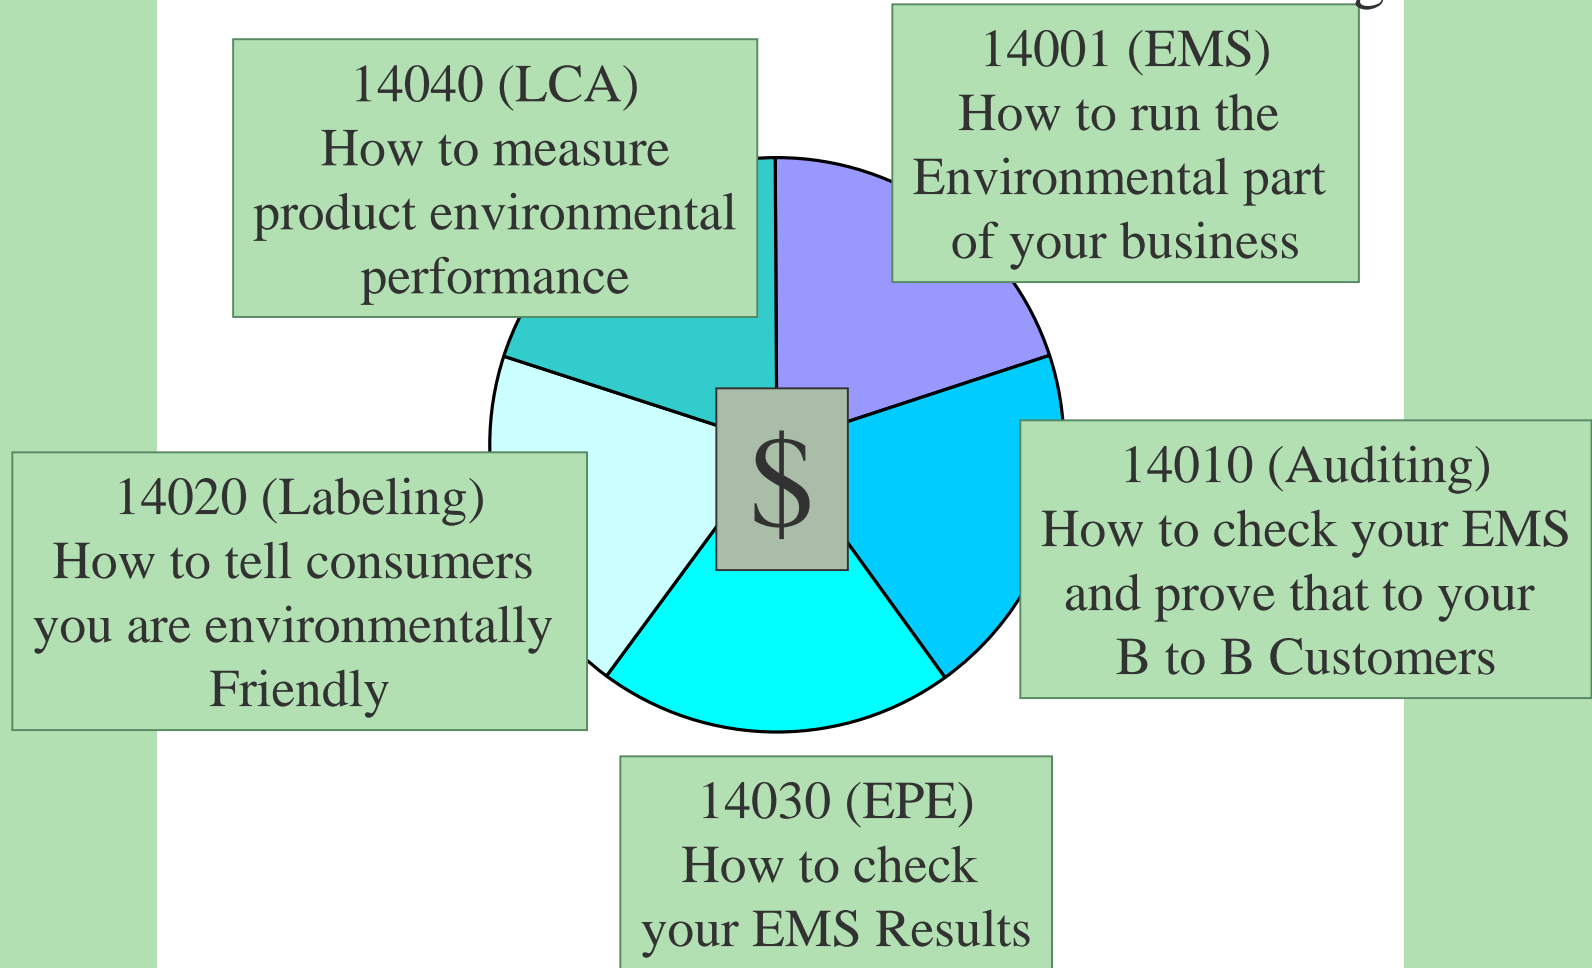 14040 (LCA)
How to measure
product environmental
performance
14001 (EMS)
How to run the
Environmental part
of your business
$
14020 (Labeling)
How to tell consumers
you are environmentally
Friendly
14010 (Auditing)
How to check your EMS
and prove that to your
B to B Customers
14030 (EPE)
How to check
your EMS Results